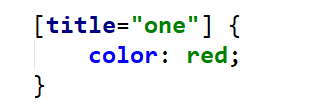 [title="one"] {
    color: red;
}